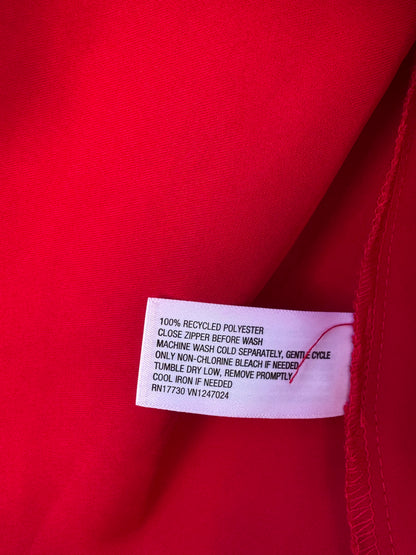 100% RECYCLED POLYESTER
CLOSE ZIPPER BEFORE WASH
MACHINE WASH COLD SEPARATELY, GENTLE CYCLE
ONLY NON-CHLORINE BLEACH IF NEEDED
TUMBLE DRY LOW, REMOVE PROMPTLY
COOL IRON IF NEEDED
RN17730 VN1247024